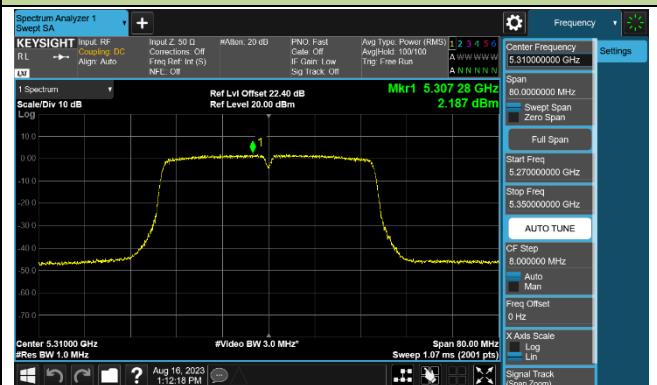 Spectrum Analyzer 1
Swept SA
Frequency
KEYSIGHT
RL
LXI
Input: RF
Coupling: DC
Align: Auto
Input Z: 50 Ω
Corrections: Off
Freq Ref: Int (S)
NFE: Off
#Atten: 20 dB
PNO: Fast
Gate: Off
IF Gain: Low
Sig Track: Off
Avg Type: Power (RMS)
Avg|Hold: 100/100
Trig: Free Run
1 2 3 4 5 6
A W W W W W
A N N N N N
1 Spectrum
Scale/Div 10 dB
Log
Ref Lvl Offset 22.40 dB
Ref Level 20.00 dBm
Mkr1 5.307 28 GHz
2.187 dBm
1
10.0
0.00
-10.0
-20.0
-30.0
-40.0
-50.0
-60.0
-70.0
Center 5.31000 GHz
#Res BW 1.0 MHz
#Video BW 3.0 MHz*
Span 80.00 MHz
Sweep 1.07 ms (2001 pts)
Aug 16, 2023
1:12:18 PM
Center Frequency
5.310000000 GHz
Settings
Span
80.0000000 MHz
Swept Span
Zero Span
Full Span
Start Freq
5.270000000 GHz
Stop Freq
5.350000000 GHz
AUTO TUNE
CF Step
8.000000 MHz
Auto
Man
Freq Offset
0 Hz
X Axis Scale
Log
Lin
Signal Track
(Span Zoom)